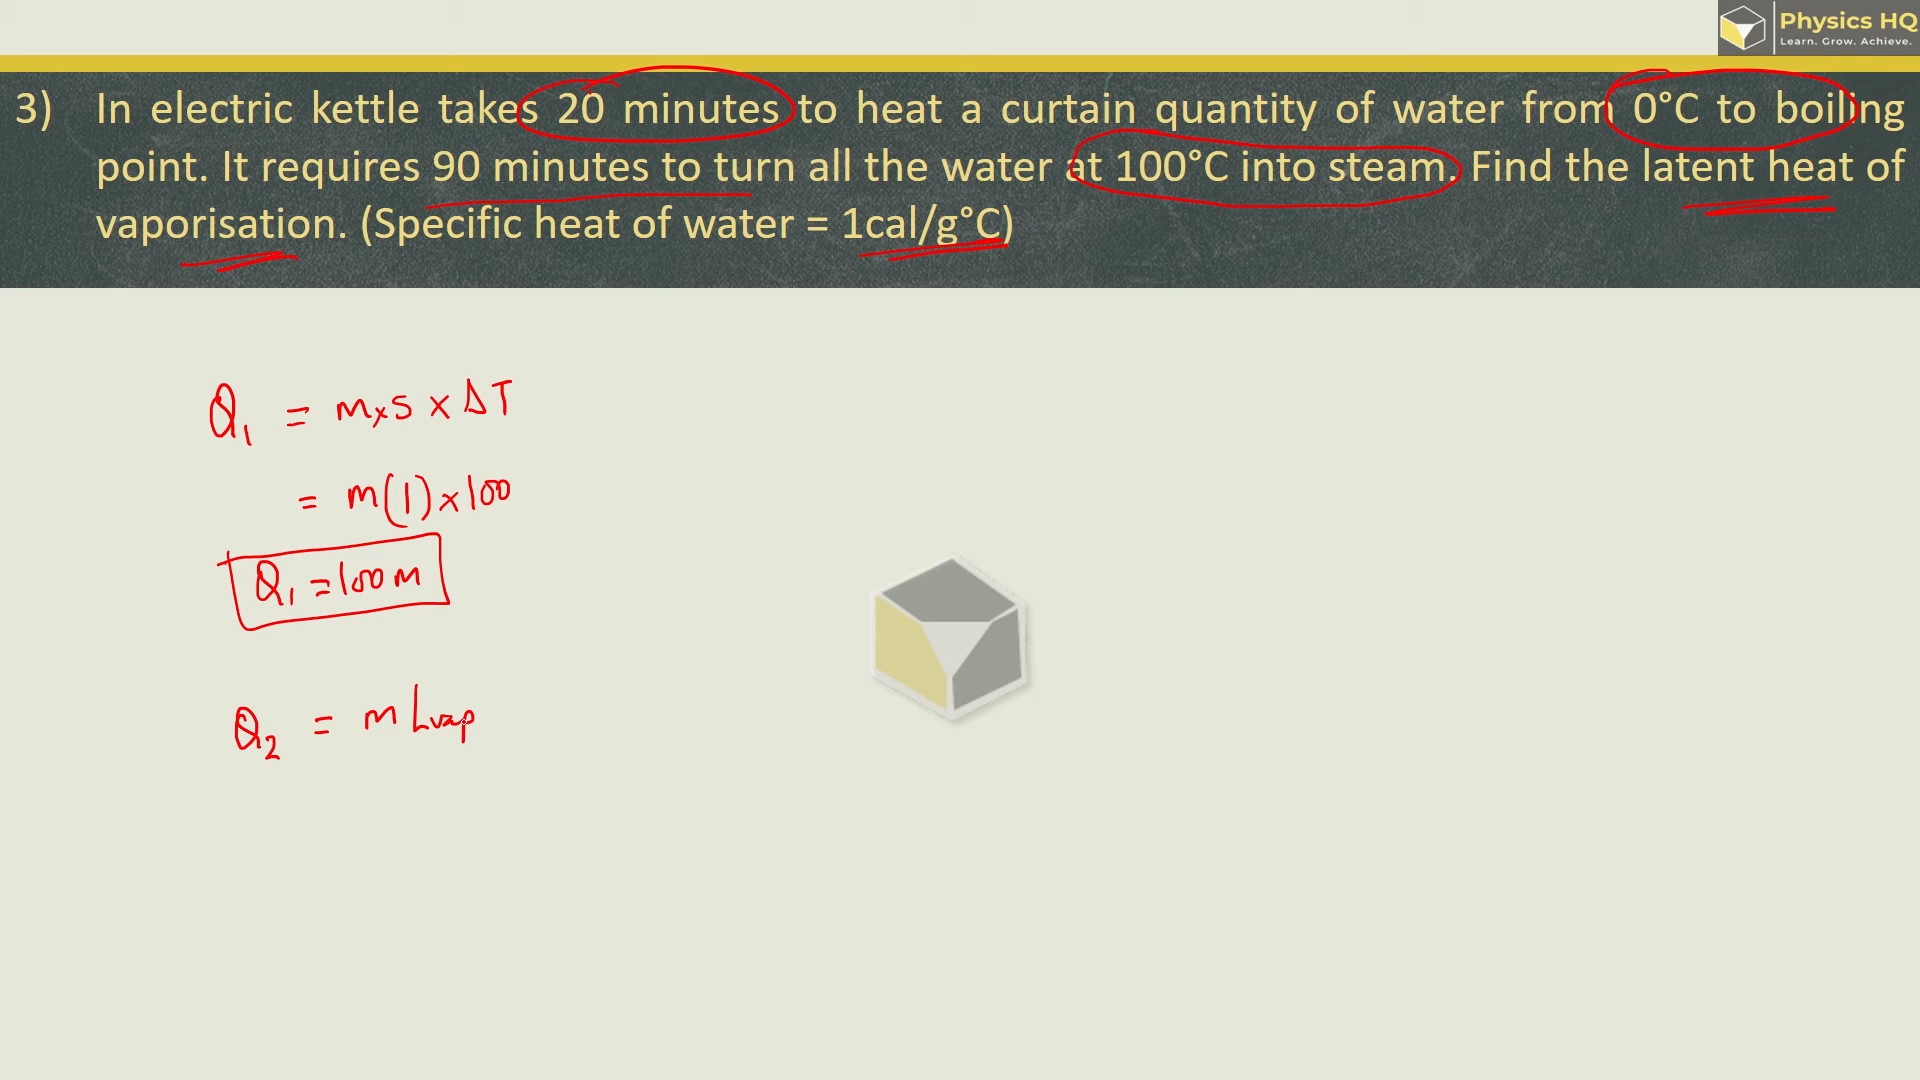 Physics HQ
Learn. Grow. Achieve.
3) In electric kettle takes 20 minutes to heat a curtain quantity of water from 0°C to boiling
point. It requires 90 minutes to turn all the water at 100°C into steam. Find the latent heat of
vaporisation. (Specific heat of water = 1cal/g°C)
Q₁ = m × s × ΔT
= m(1) × 100
Q₁ = 100 m
Q₂ = m Lvap